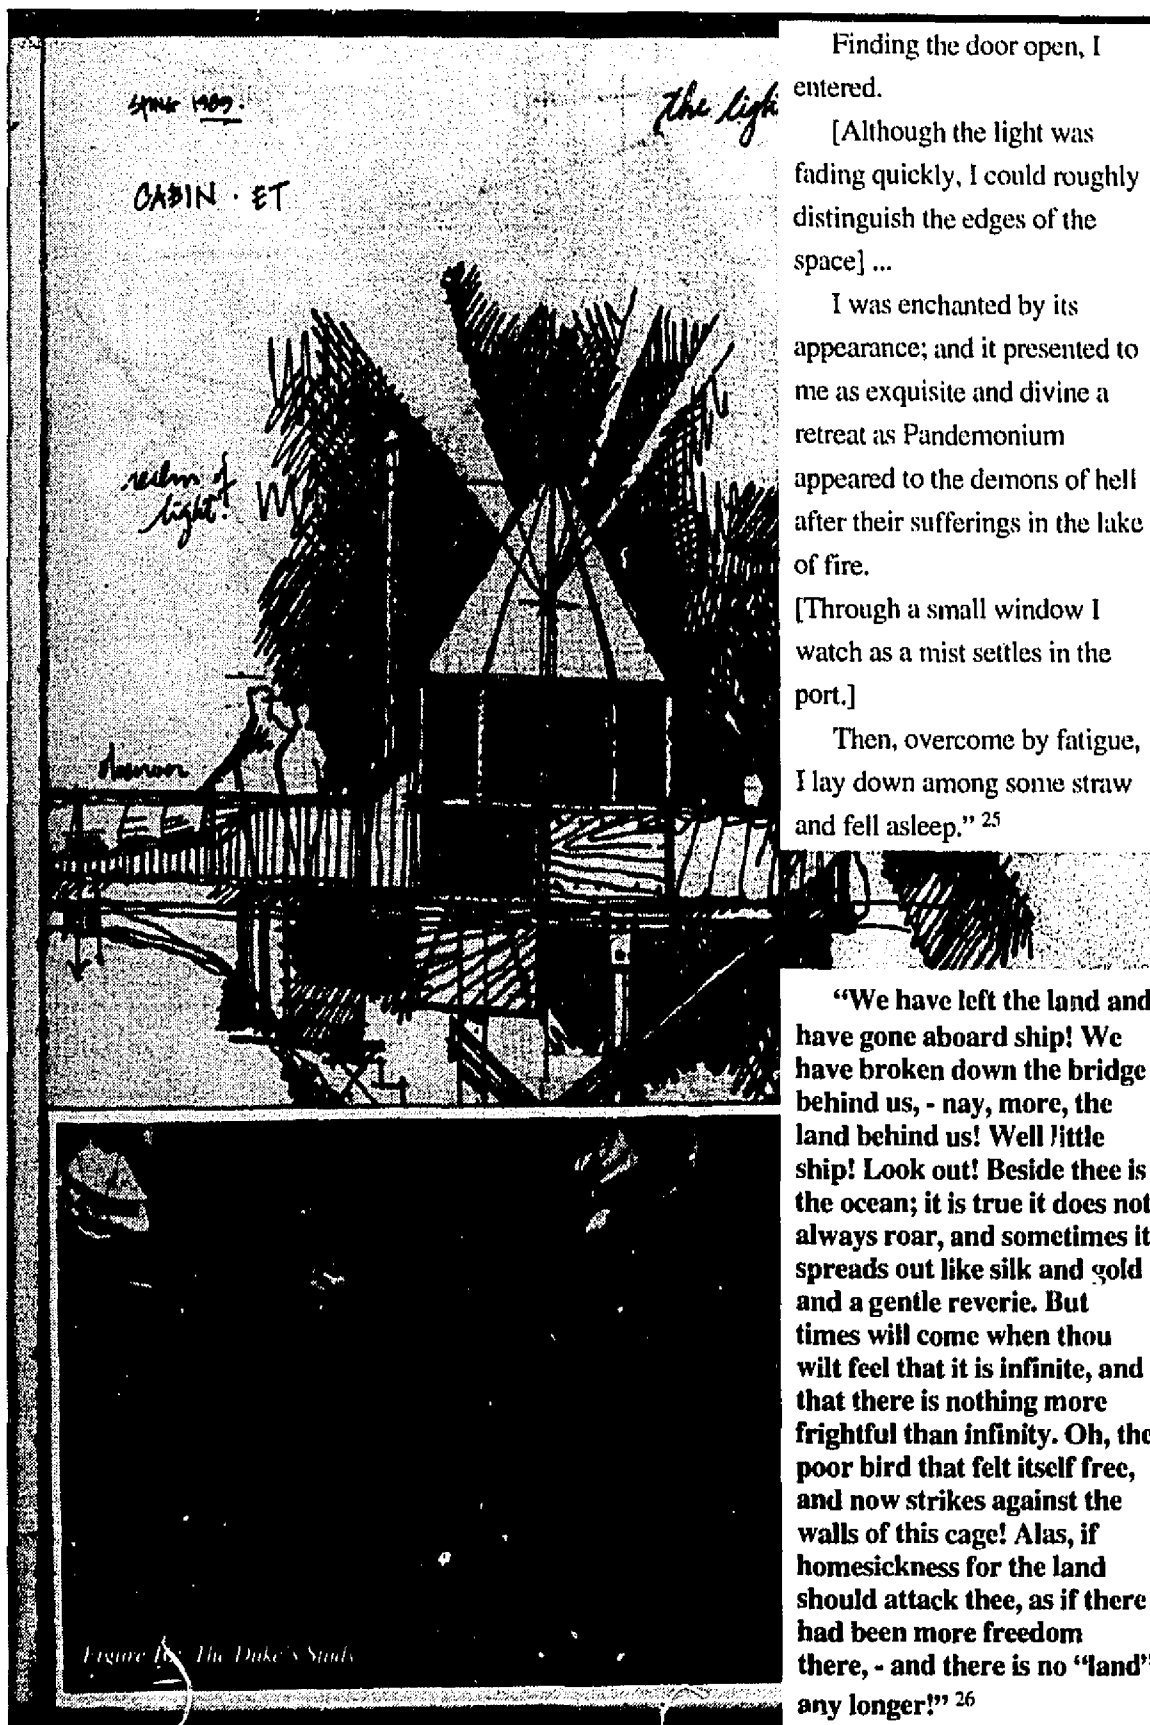 1989.
the ligh
CABIN · ET
realm of
light!
Finding the door open, I
entered.
[Although the light was
fading quickly, I could roughly
distinguish the edges of the
space] ...
I was enchanted by its
appearance; and it presented to
me as exquisite and divine a
retreat as Pandemonium
appeared to the demons of hell
after their sufferings in the lake
of fire.
[Through a small window I
watch as a mist settles in the
port.]
Then, overcome by fatigue,
I lay down among some straw
and fell asleep." 25
"We have left the land and
have gone aboard ship! We
have broken down the bridge
behind us, - nay, more, the
land behind us! Well little
ship! Look out! Beside thee is
the ocean; it is true it does not
always roar, and sometimes it
spreads out like silk and gold
and a gentle reverie. But
times will come when thou
wilt feel that it is infinite, and
that there is nothing more
frightful than infinity. Oh, the
poor bird that felt itself free,
and now strikes against the
walls of this cage! Alas, if
homesickness for the land
should attack thee, as if there
had been more freedom
there, - and there is no "land"
any longer!" 26
Figure The Duke's Study